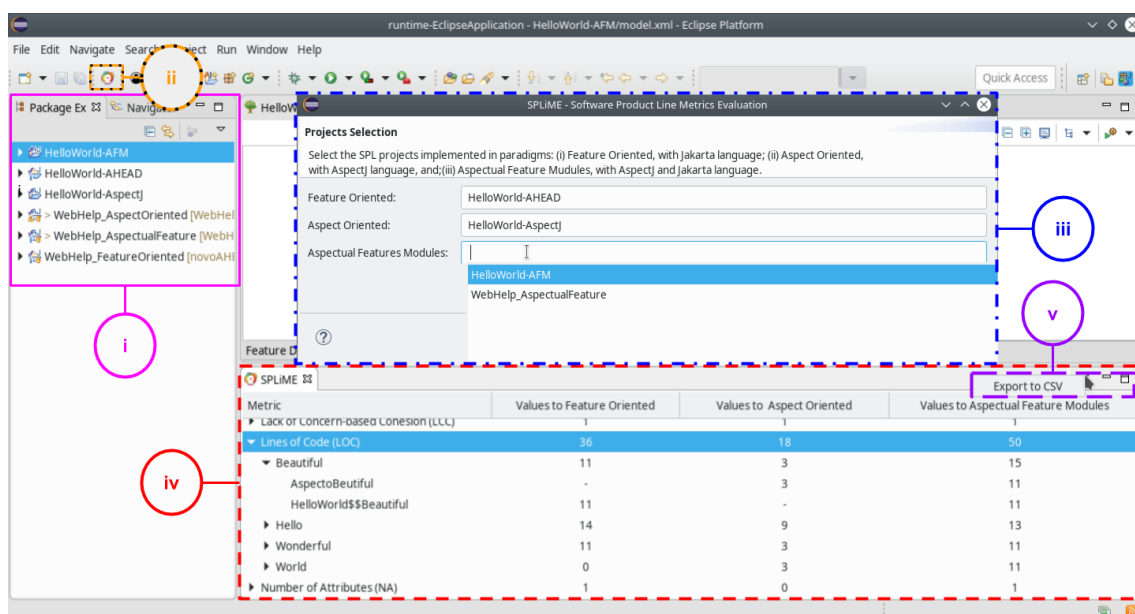 runtime-EclipseApplication - HelloWorld-AFM/model.xml - Eclipse Platform
File Edit Navigate Search Project Run Window Help
ii
Quick Access
Package Ex
HelloW
SPLiME - Software Product Line Metrics Evaluation
Projects Selection
Select the SPL projects implemented in paradigms: (i) Feature Oriented, with Jakarta language; (ii) Aspect Oriented,
with AspectJ language, and;(iii) Aspectual Feature Mudules, with AspectJ and Jakarta language.
Feature Oriented: HelloWorld-AHEAD
Aspect Oriented: HelloWorld-AspectJ
Aspectual Features Modules:
HelloWorld-AFM
WebHelp_AspectualFeature
iii
HelloWorld-AFM
HelloWorld-AHEAD
HelloWorld-AspectJ
> WebHelp_AspectOriented [WebHel
> WebHelp_AspectualFeature [WebH
WebHelp_FeatureOriented [novoAHE
i
v
Feature D
SPLiME
Export to CSV
Metric Values to Feature Oriented Values to Aspect Oriented Values to Aspectual Feature Modules
Lack of Concern-based Cohesion (LCC) 1 1 1
Lines of Code (LOC) 36 18 50
Beautiful 11 3 15
AspectoBeutiful - 3 11
HelloWorld$$Beautiful 11 - 11
Hello 14 9 13
Wonderful 11 3 11
World 0 3 11
Number of Attributes (NA) 1 0 1
iv